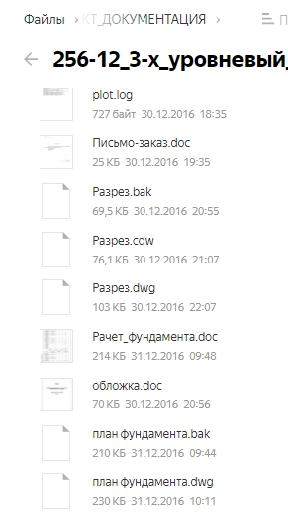 Файлы › КТ_ДОКУМЕНТАЦИЯ ›
256-12_3-х_уровневый_
plot.log
727 байт 30.12.2016 18:35
Письмо-заказ.doc
25 КБ 30.12.2016 19:35
Разрез.bak
69,5 КБ 30.12.2016 20:55
Разрез.cdw
76,1 КБ 30.12.2016 21:07
Разрез.dwg
103 КБ 30.12.2016 22:07
Рачет_фундамента.doc
214 КБ 31.12.2016 09:48
обложка.doc
70 КБ 30.12.2016 20:56
план фундамента.bak
210 КБ 31.12.2016 09:44
план фундамента.dwg
230 КБ 31.12.2016 10:11